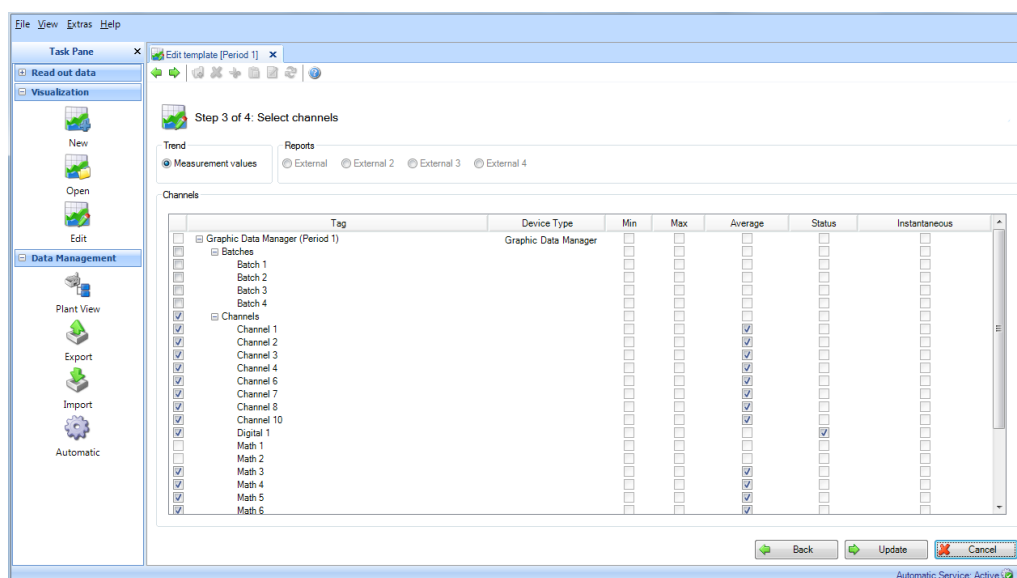 File View Extras Help
Task Pane
Edit template [Period 1]
Read out data
Visualization
New
Open
Edit
Data Management
Plant View
Export
Import
Automatic
Step 3 of 4: Select channels
Trend
Reports
Measurement values
External
External 2
External 3
External 4
Channels
Tag Device Type Min Max Average Status Instantaneous
Graphic Data Manager (Period 1) Graphic Data Manager
Batches
Batch 1
Batch 2
Batch 3
Batch 4
Channels
Channel 1
Channel 2
Channel 3
Channel 4
Channel 6
Channel 7
Channel 8
Channel 10
Digital 1
Math 1
Math 2
Math 3
Math 4
Math 5
Math 6
Back Update Cancel
Automatic Service: Active